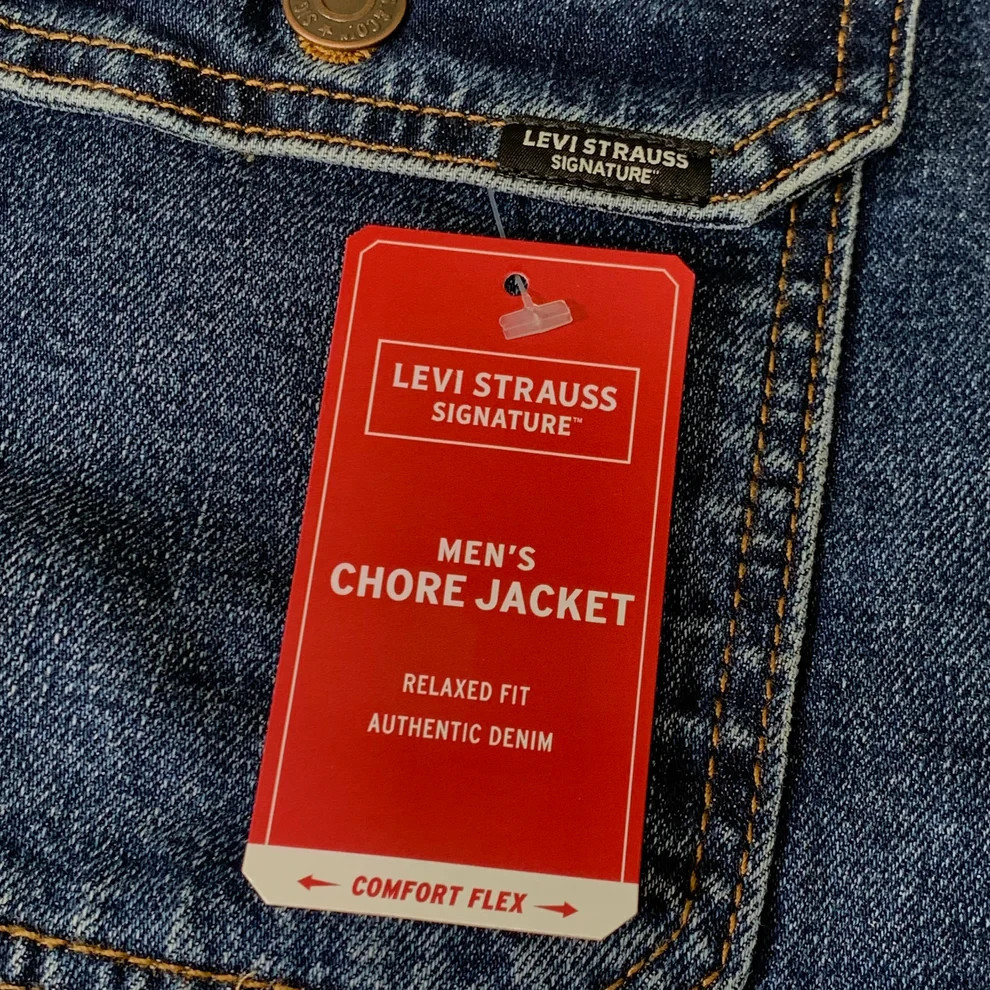 LEVI STRAUSS
SIGNATURE™
LEVI STRAUSS
SIGNATURE™
MEN'S
CHORE JACKET
RELAXED FIT
AUTHENTIC DENIM
COMFORT FLEX